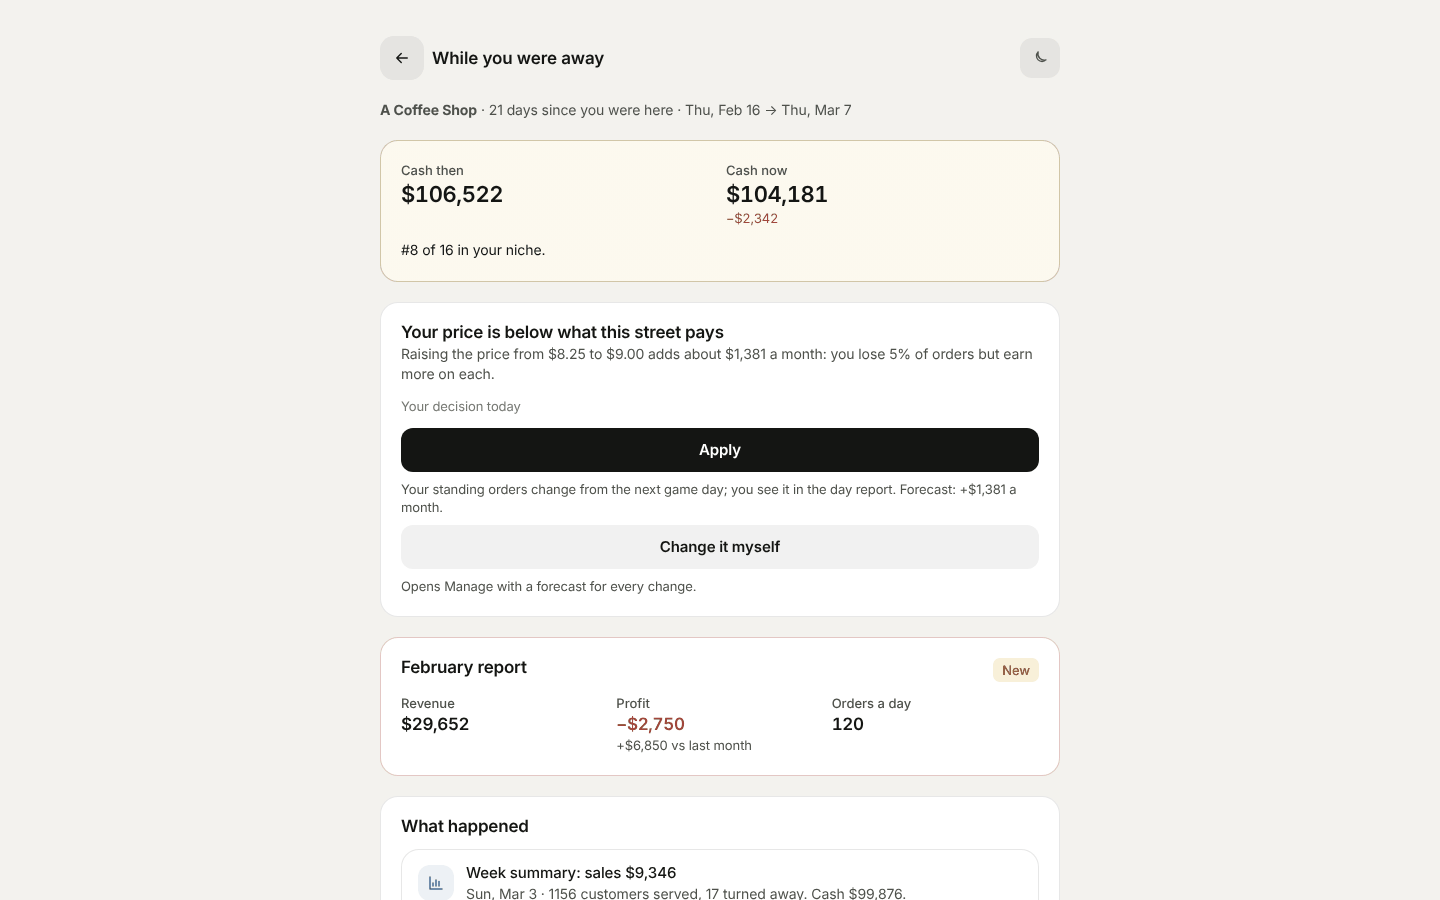 While you were away
A Coffee Shop · 21 days since you were here · Thu, Feb 16 → Thu, Mar 7
Cash then
$106,522
Cash now
$104,181
−$2,342
#8 of 16 in your niche.
Your price is below what this street pays
Raising the price from $8.25 to $9.00 adds about $1,381 a month: you lose 5% of orders but earn
more on each.
Your decision today
Apply
Your standing orders change from the next game day; you see it in the day report. Forecast: +$1,381 a
month.
Change it myself
Opens Manage with a forecast for every change.
February report
New
Revenue
$29,652
Profit
−$2,750
+$6,850 vs last month
Orders a day
120
What happened
Week summary: sales $9,346
Sun, Mar 3 · 1156 customers served, 17 turned away. Cash $99,876.